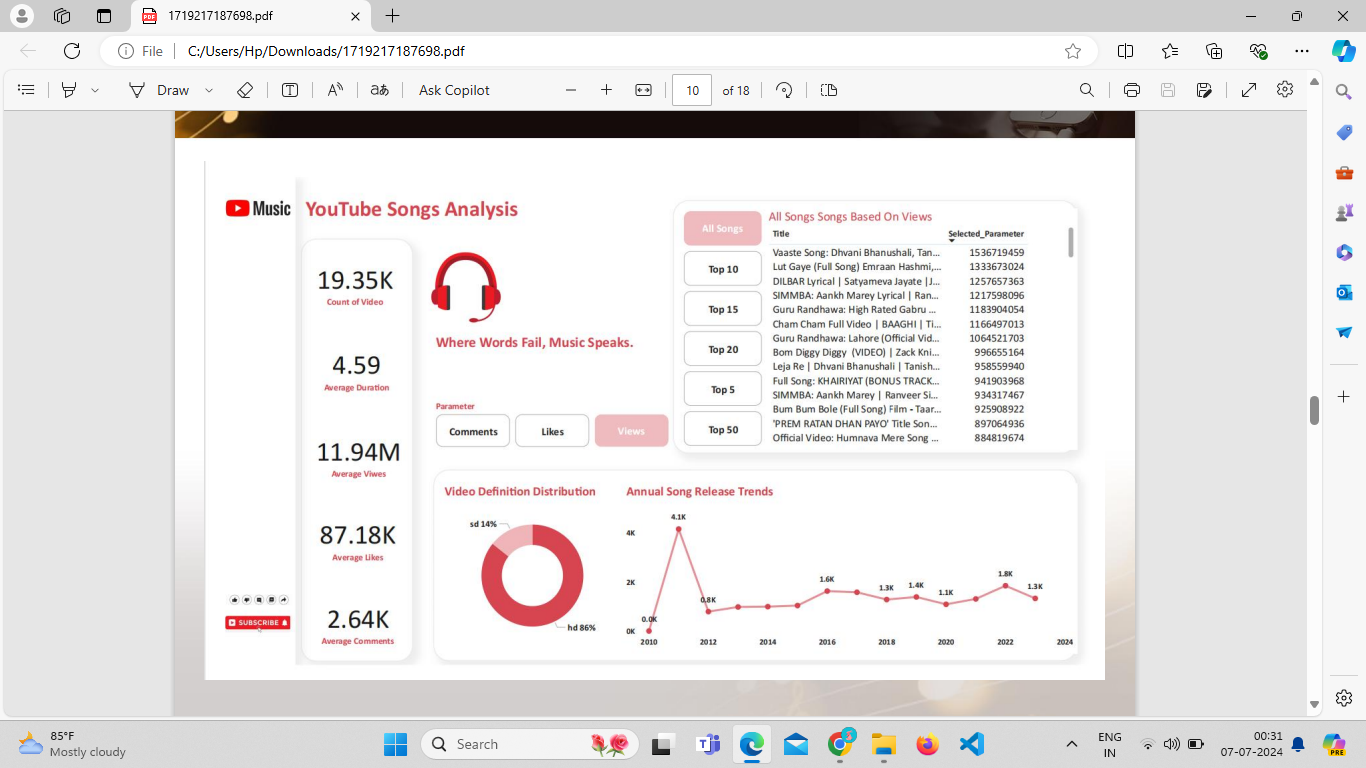 1719217187698.pdf
File
C:/Users/Hp/Downloads/1719217187698.pdf
Draw
Ask Copilot
10 of 18
Music
YouTube Songs Analysis
19.35K
Count of Video
4.59
Average Duration
11.94M
Average Viwes
87.18K
Average Likes
2.64K
Average Comments
SUBSCRIBE
Where Words Fail, Music Speaks.
Parameter
Comments
Likes
Views
All Songs
Top 10
Top 15
Top 20
Top 5
Top 50
All Songs Songs Based On Views
Title Selected_Parameter
Vaaste Song: Dhvani Bhanushali, Tan... 1536719459
Lut Gaye (Full Song) Emraan Hashmi,... 1333673024
DILBAR Lyrical | Satyameva Jayate |J... 1257657363
SIMMBA: Aankh Marey Lyrical | Ran... 1217598096
Guru Randhawa: High Rated Gabru ... 1183904054
Cham Cham Full Video | BAAGHI | Ti... 1166497013
Guru Randhawa: Lahore (Official Vid... 1064521703
Bom Diggy Diggy (VIDEO) | Zack Kni... 996655164
Leja Re | Dhvani Bhanushali | Tanish... 958559940
Full Song: KHAIRIYAT (BONUS TRACK... 941903968
SIMMBA: Aankh Marey | Ranveer Si... 934317467
Bum Bum Bole (Full Song) Film - Taar... 925908922
'PREM RATAN DHAN PAYO' Title Son... 897064936
Official Video: Humnava Mere Song ... 884819674
Video Definition Distribution
sd 14%
hd 86%
Annual Song Release Trends
4K
2K
0K
0.0K
4.1K
0.8K
1.6K
1.3K
1.4K
1.1K
1.8K
1.3K
2010 2012 2014 2016 2018 2020 2022 2024
85°F
Mostly cloudy
Search
ENG
IN
00:31
07-07-2024
PRE